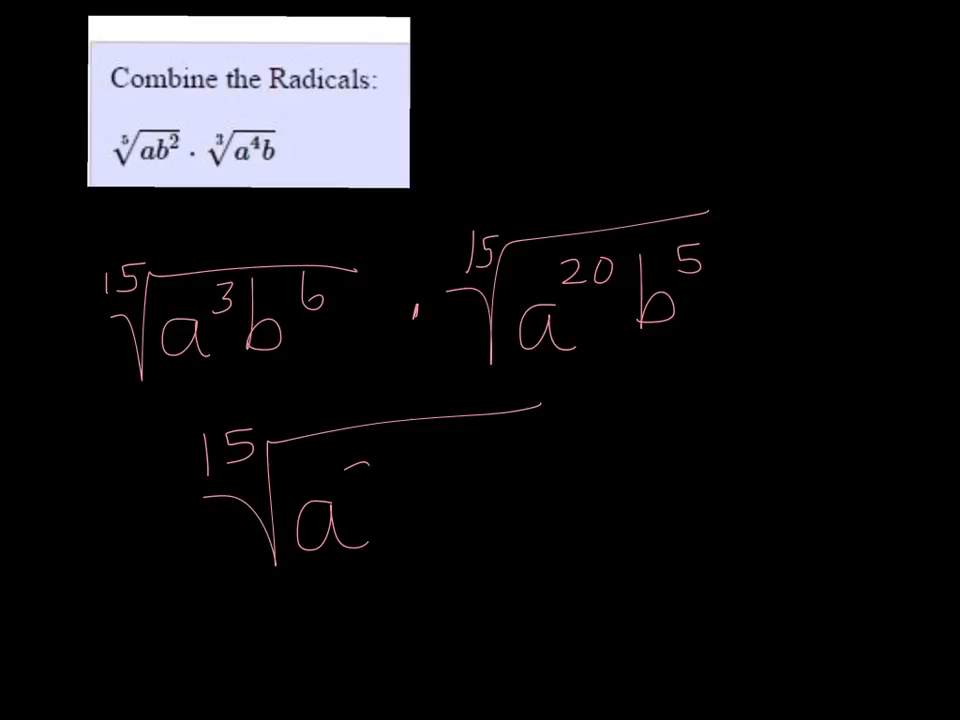 Combine the Radicals:
⁵√(ab²) · ³√(a⁴b)
¹⁵√(a³b⁶) · ¹⁵√(a²⁰b⁵)
¹⁵√(a